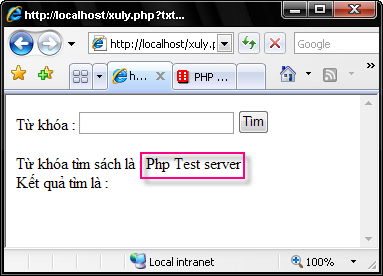 http://localhost/xuly.php?txt...
http://localhost/xuly.p
Google
h...
PHP ...
Từ khóa :
Tìm
Từ khóa tìm sách là Php Test server
Kết quả tìm là :
Local intranet
100%